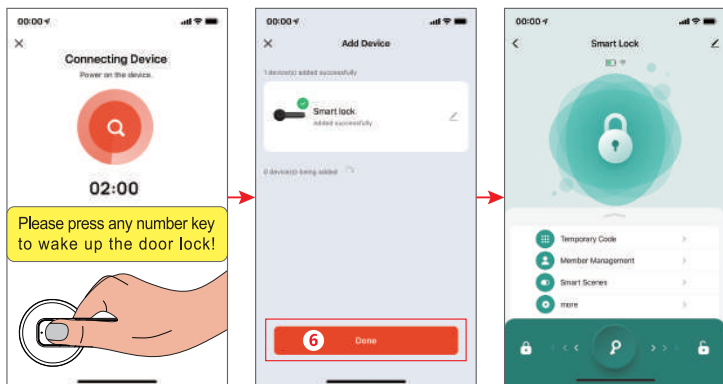 00:00
Connecting Device
Power on the device.
02:00
Please press any number key
to wake up the door lock!
00:00
Add Device
1 device(s) added successfully
Smart lock
Added successfully
0 device(s) being added
6
Done
00:00
Smart Lock
Temporary Code
Member Management
Smart Scenes
more